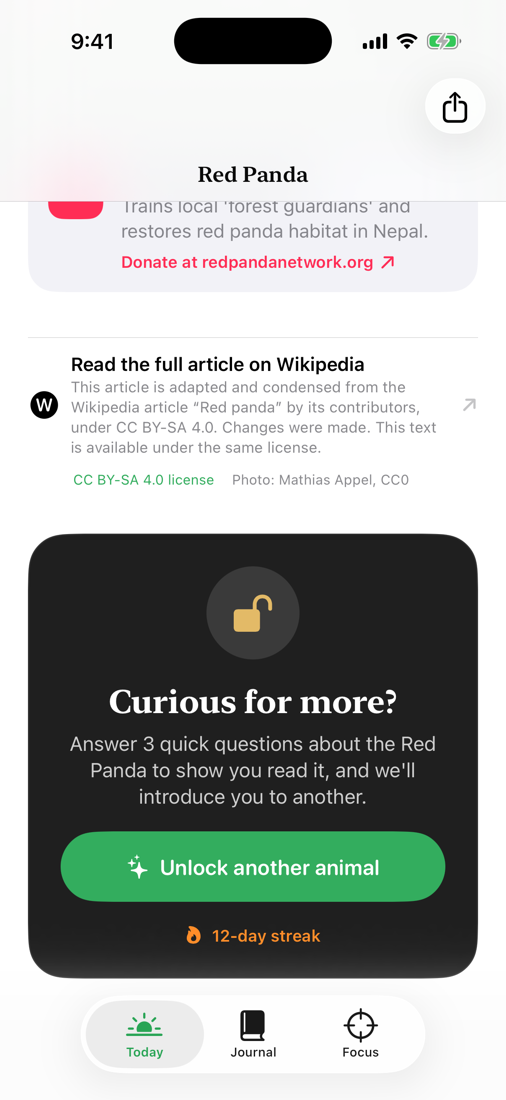 9:41
Red Panda
Trains local 'forest guardians' and
restores red panda habitat in Nepal.
Donate at redpandanetwork.org
Read the full article on Wikipedia
W
This article is adapted and condensed from the
Wikipedia article “Red panda” by its contributors,
under CC BY-SA 4.0. Changes were made. This text
is available under the same license.
CC BY-SA 4.0 license Photo: Mathias Appel, CC0
Curious for more?
Answer 3 quick questions about the Red
Panda to show you read it, and we'll
introduce you to another.
Unlock another animal
12-day streak
Today Journal Focus